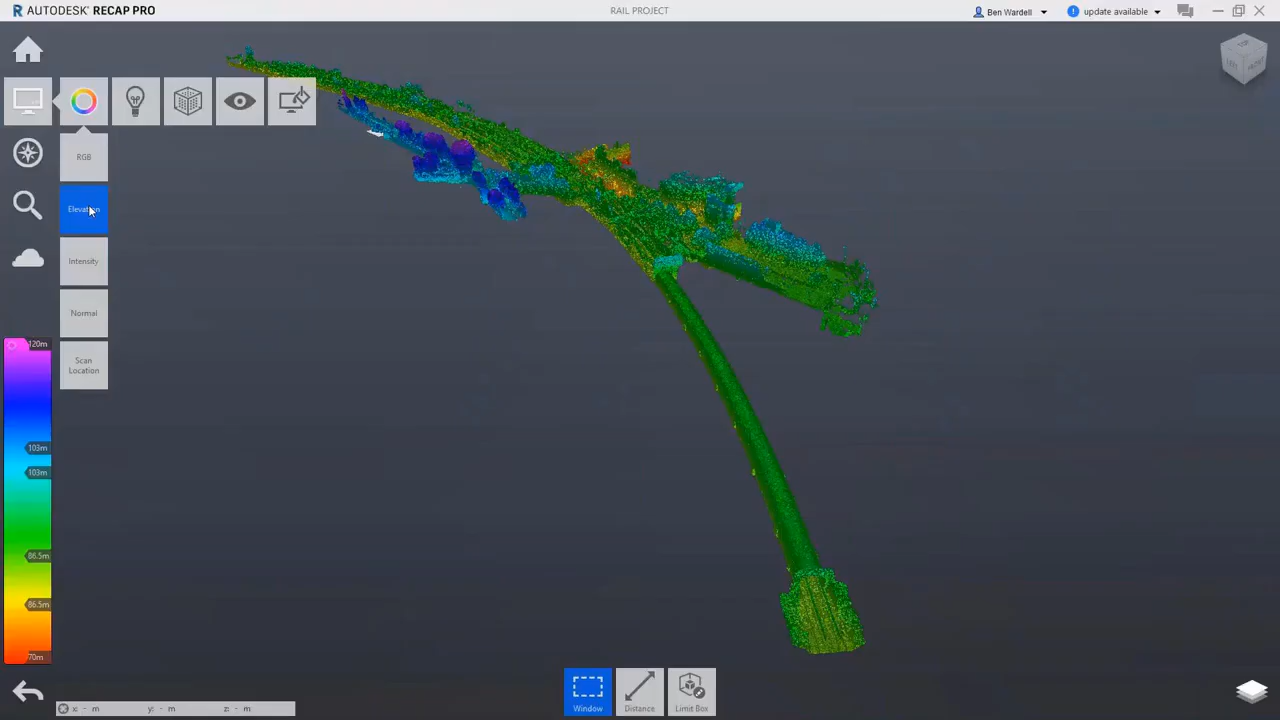 AUTODESK® RECAP PRO
RAIL PROJECT
Ben Wardell
update available
RGB
Elevation
Intensity
Normal
Scan
Location
120m
103m
103m
86.5m
86.5m
70m
x: - m y: - m z: - m
Window
Distance
Limit Box